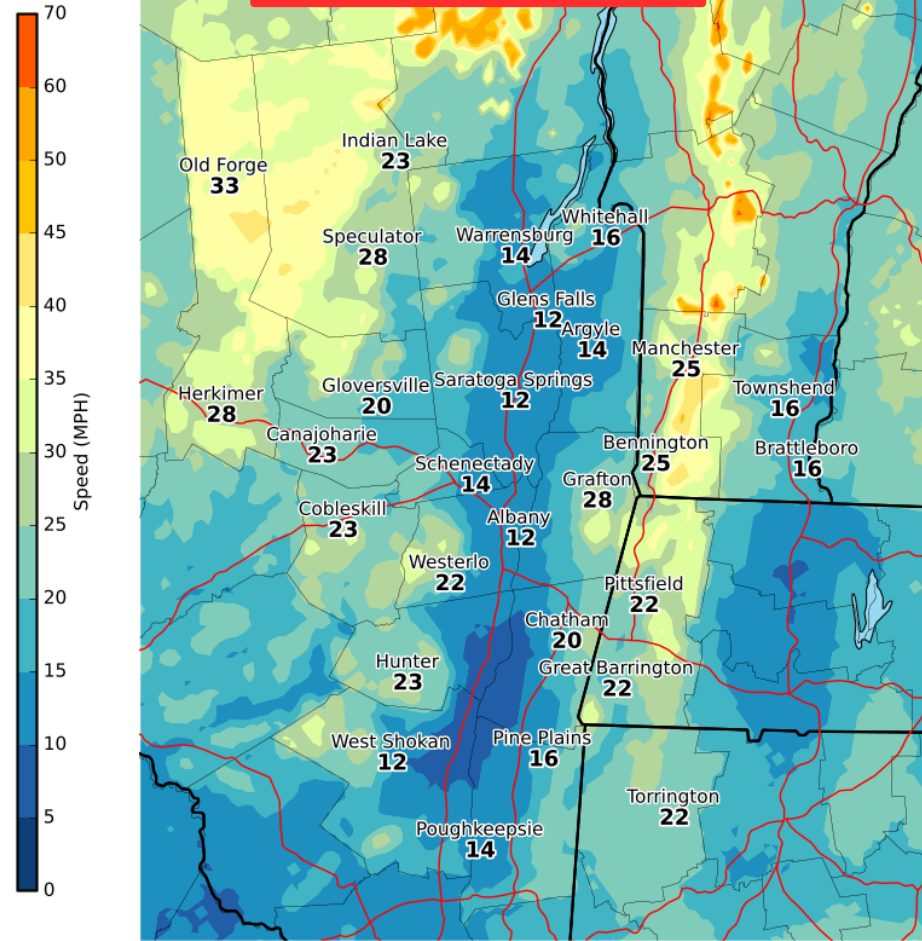 70
60
50
45
40
35
30
25
20
15
10
5
0
Speed (MPH)
Indian Lake
23
Old Forge
33
Whitehall
16
Speculator
28
Warrensburg
14
Glens Falls
12
Argyle
14
Manchester
25
Herkimer
28
Gloversville
20
Saratoga Springs
12
Townshend
16
Canajoharie
23
Bennington
25
Brattleboro
16
Schenectady
14
Grafton
28
Cobleskill
23
Albany
12
Westerlo
22
Pittsfield
22
Chatham
20
Hunter
23
Great Barrington
22
West Shokan
12
Pine Plains
16
Torrington
22
Poughkeepsie
14